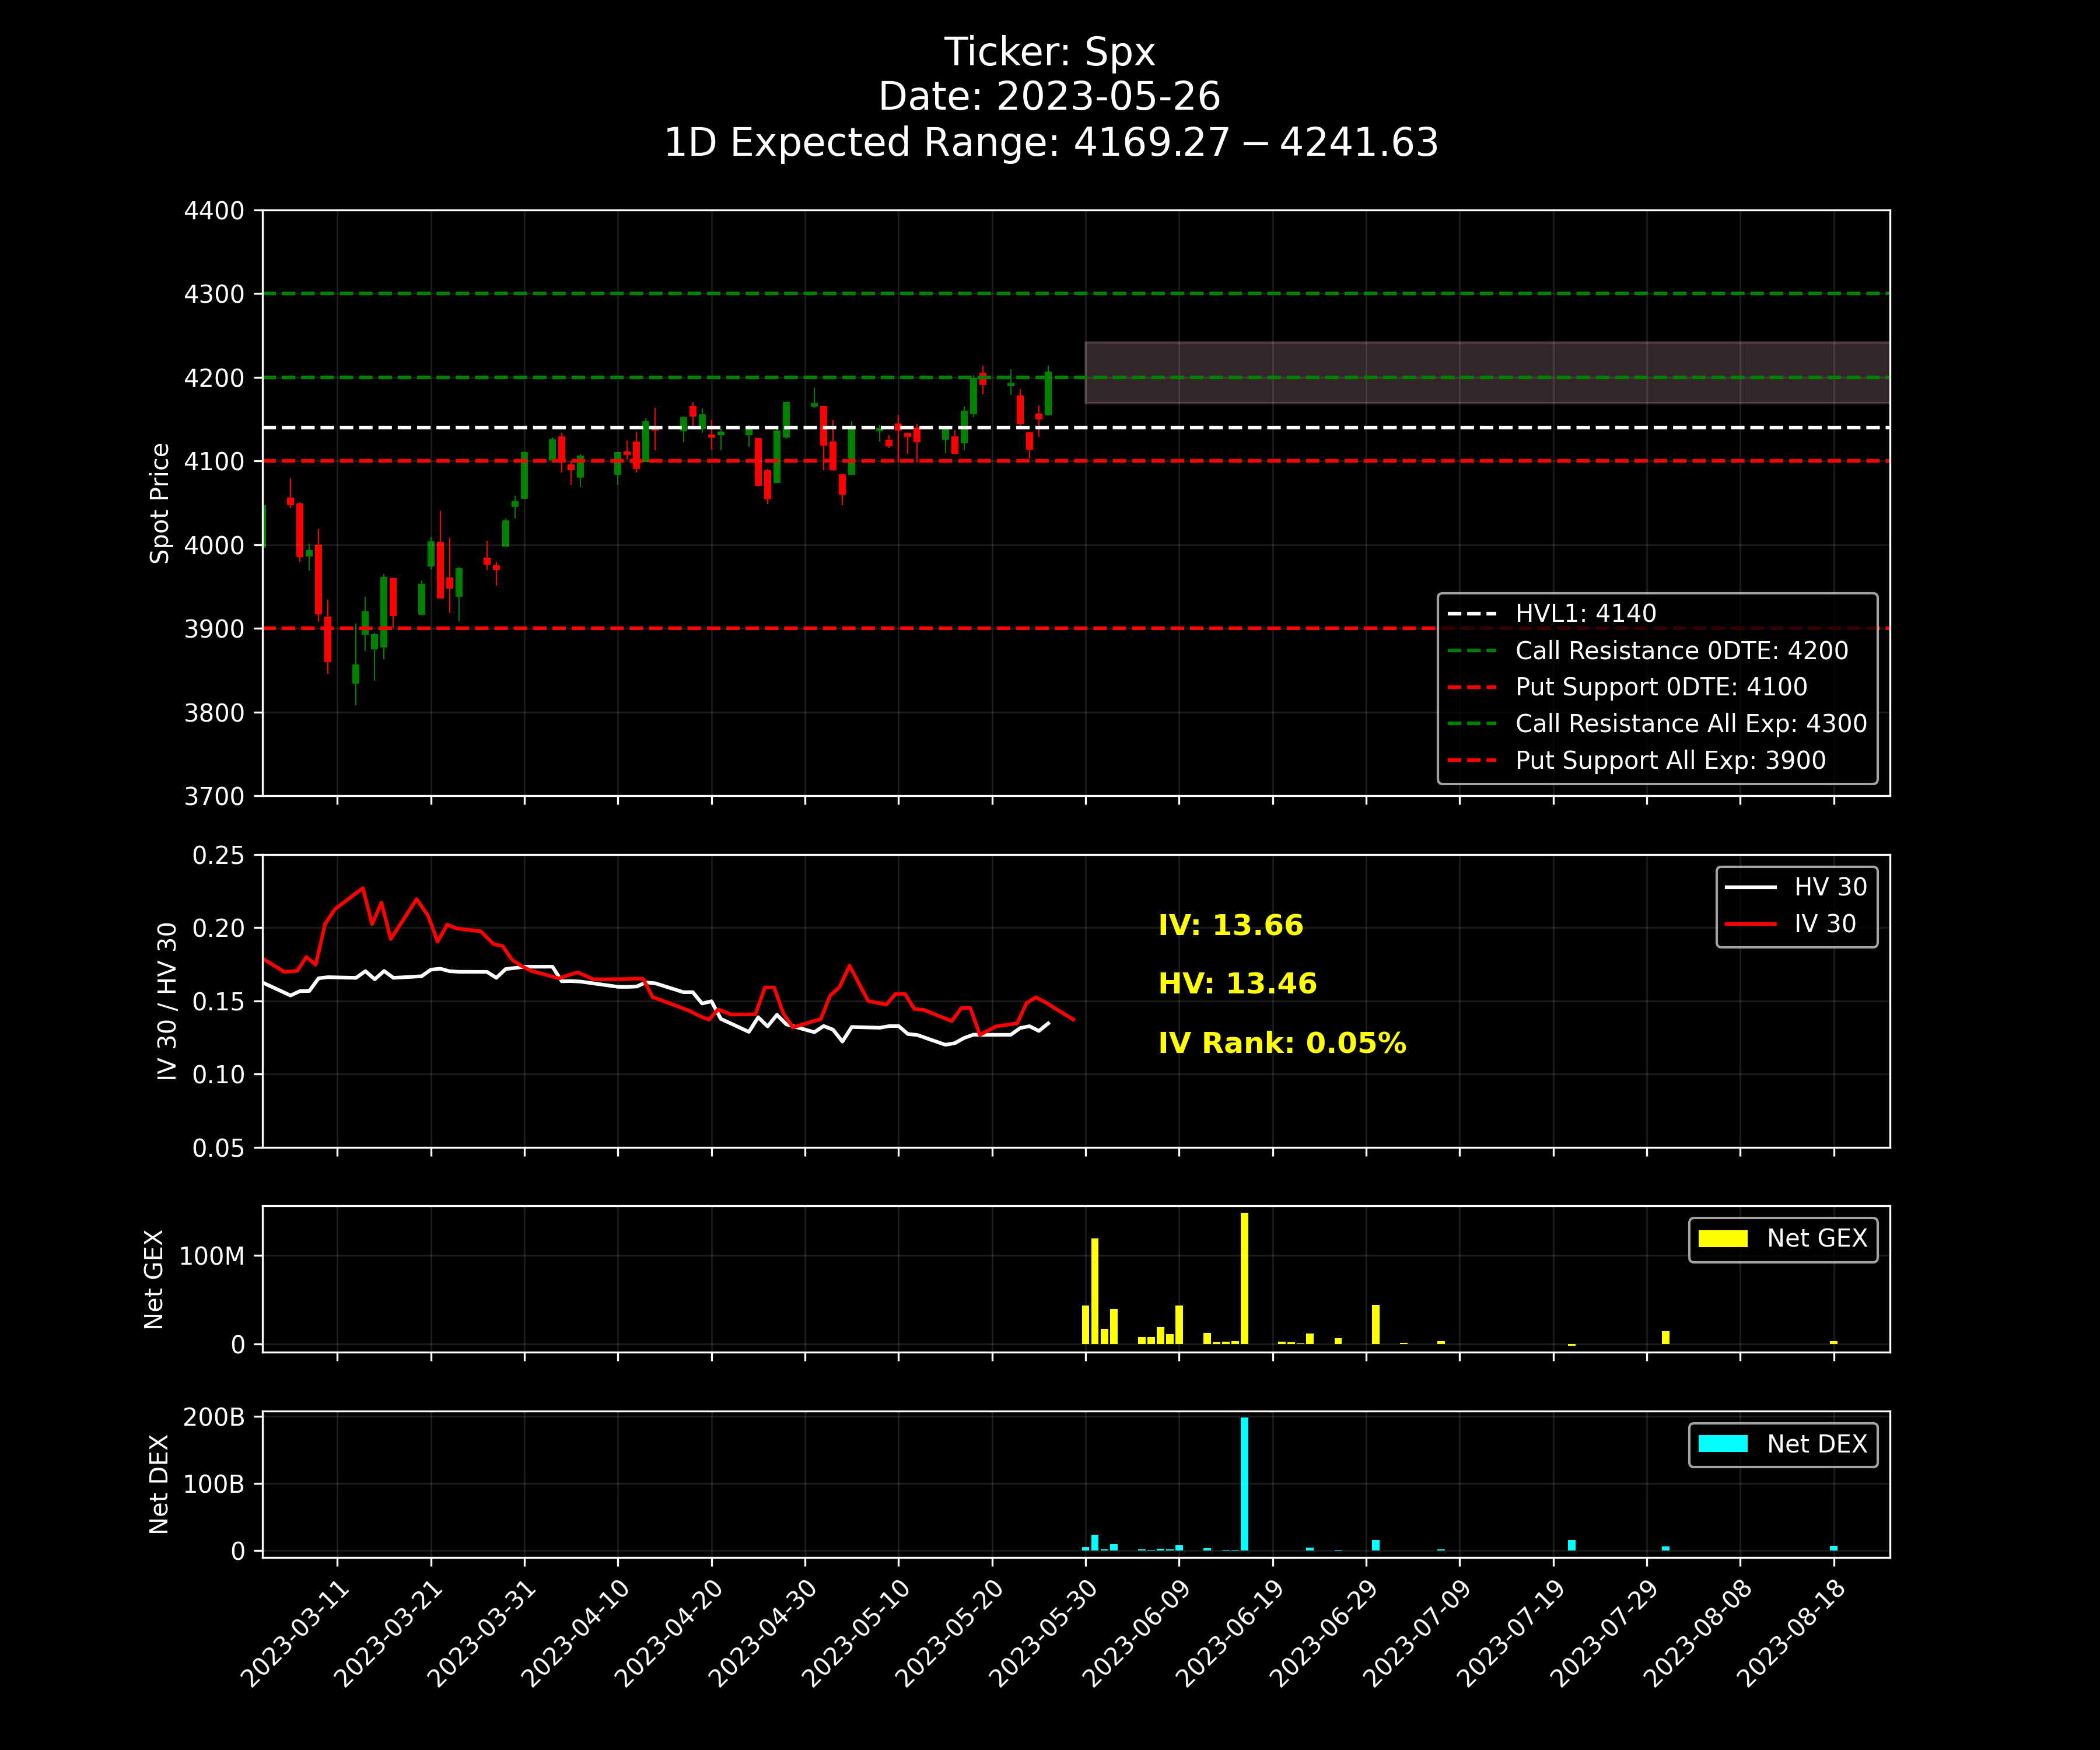 Ticker: Spx
Date: 2023-05-26
1D Expected Range: 4169.27 − 4241.63
Spot Price
4400
4300
4200
4100
4000
3900
3800
3700
HVL1: 4140
Call Resistance 0DTE: 4200
Put Support 0DTE: 4100
Call Resistance All Exp: 4300
Put Support All Exp: 3900
IV 30 / HV 30
0.25
0.20
0.15
0.10
0.05
IV: 13.66
HV: 13.46
IV Rank: 0.05%
HV 30
IV 30
Net GEX
100M
0
Net GEX
Net DEX
200B
100B
0
Net DEX
2023-03-11
2023-03-21
2023-03-31
2023-04-10
2023-04-20
2023-04-30
2023-05-10
2023-05-20
2023-05-30
2023-06-09
2023-06-19
2023-06-29
2023-07-09
2023-07-19
2023-07-29
2023-08-08
2023-08-18